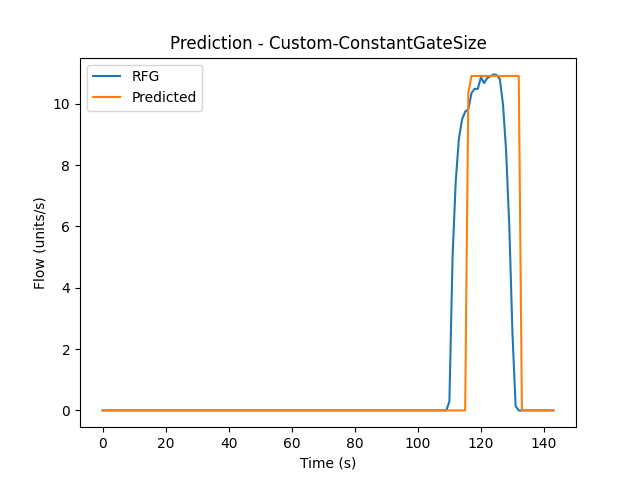 Prediction - Custom-ConstantGateSize
RFG
Predicted
Flow (units/s)
10
8
6
4
2
0
0 20 40 60 80 100 120 140
Time (s)